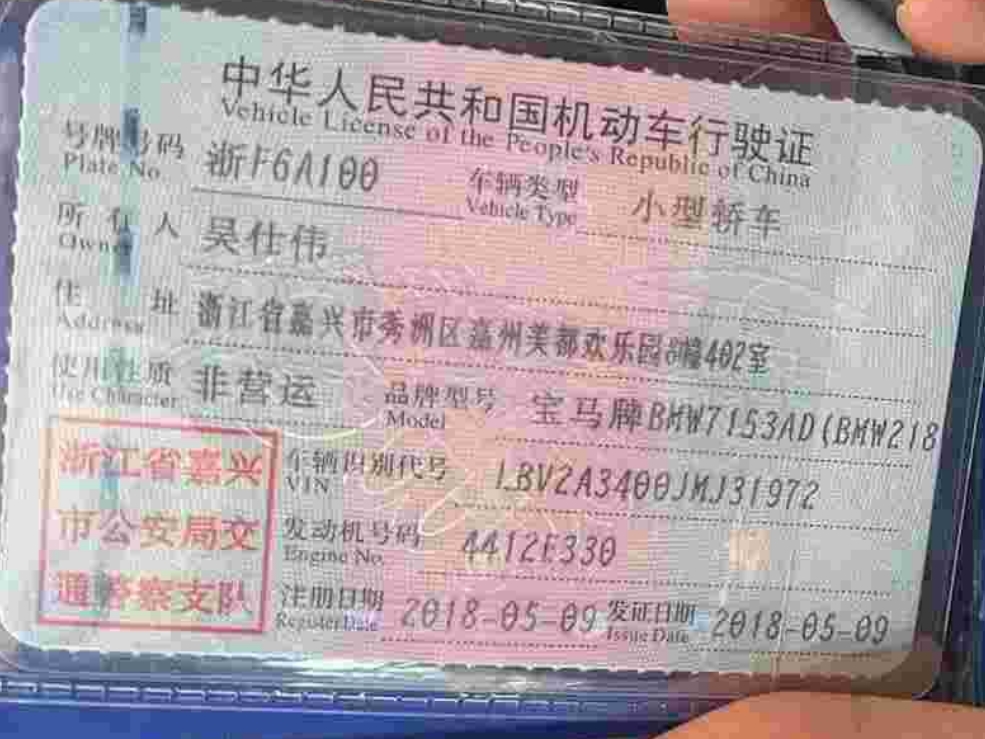 中华人民共和国机动车行驶证
Vehicle License of the People's Republic of China
号牌号码 浙F6A100 车辆类型 小型轿车
Plate No. Vehicle Type
所有人 吴仕伟
Owner
住址 浙江省嘉兴市秀洲区嘉州美都欢乐园8幢402室
Address
使用性质 非营运 品牌型号 宝马牌BMW7153AD(BMW218
Use Character Model
浙江省嘉兴
市公安局交
通警察支队
车辆识别代号 LBV2A3400JMJ31972
VIN
发动机号码 4412E330
Engine No.
注册日期 2018-05-09 发证日期 2018-05-09
Register Date Issue Date